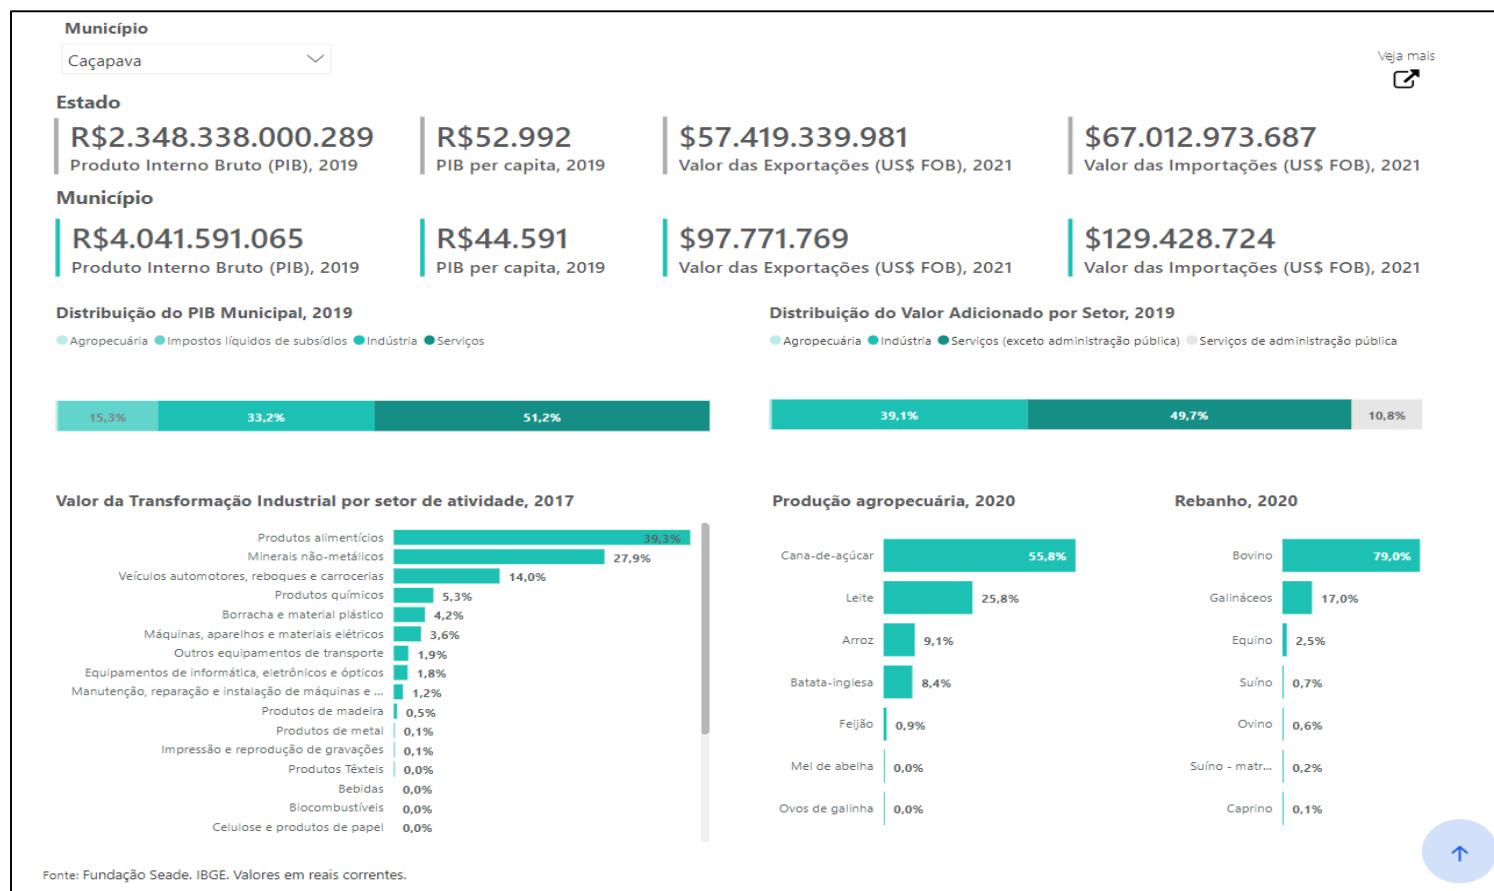 Município
Caçapava
Veja mais
Estado
R$2.348.338.000.289
Produto Interno Bruto (PIB), 2019
R$52.992
PIB per capita, 2019
$57.419.339.981
Valor das Exportações (US$ FOB), 2021
$67.012.973.687
Valor das Importações (US$ FOB), 2021
Município
R$4.041.591.065
Produto Interno Bruto (PIB), 2019
R$44.591
PIB per capita, 2019
$97.771.769
Valor das Exportações (US$ FOB), 2021
$129.428.724
Valor das Importações (US$ FOB), 2021
Distribuição do PIB Municipal, 2019
Agropecuária Impostos líquidos de subsídios Indústria Serviços
15,3% 33,2% 51,2%
Distribuição do Valor Adicionado por Setor, 2019
Agropecuária Indústria Serviços (exceto administração pública) Serviços de administração pública
39,1% 49,7% 10,8%
Valor da Transformação Industrial por setor de atividade, 2017
Produtos alimentícios 39,3%
Minerais não-metálicos 27,9%
Veículos automotores, reboques e carrocerias 14,0%
Produtos químicos 5,3%
Borracha e material plástico 4,2%
Máquinas, aparelhos e materiais elétricos 3,6%
Outros equipamentos de transporte 1,9%
Equipamentos de informática, eletrônicos e ópticos 1,8%
Manutenção, reparação e instalação de máquinas e ... 1,2%
Produtos de madeira 0,5%
Produtos de metal 0,1%
Impressão e reprodução de gravações 0,1%
Produtos Têxteis 0,0%
Bebidas 0,0%
Biocombustíveis 0,0%
Celulose e produtos de papel 0,0%
Produção agropecuária, 2020
Cana-de-açúcar 55,8%
Leite 25,8%
Arroz 9,1%
Batata-inglesa 8,4%
Feijão 0,9%
Mel de abelha 0,0%
Ovos de galinha 0,0%
Rebanho, 2020
Bovino 79,0%
Galináceos 17,0%
Equino 2,5%
Suíno 0,7%
Ovino 0,6%
Suíno - matr... 0,2%
Caprino 0,1%
Fonte: Fundação Seade. IBGE. Valores em reais correntes.